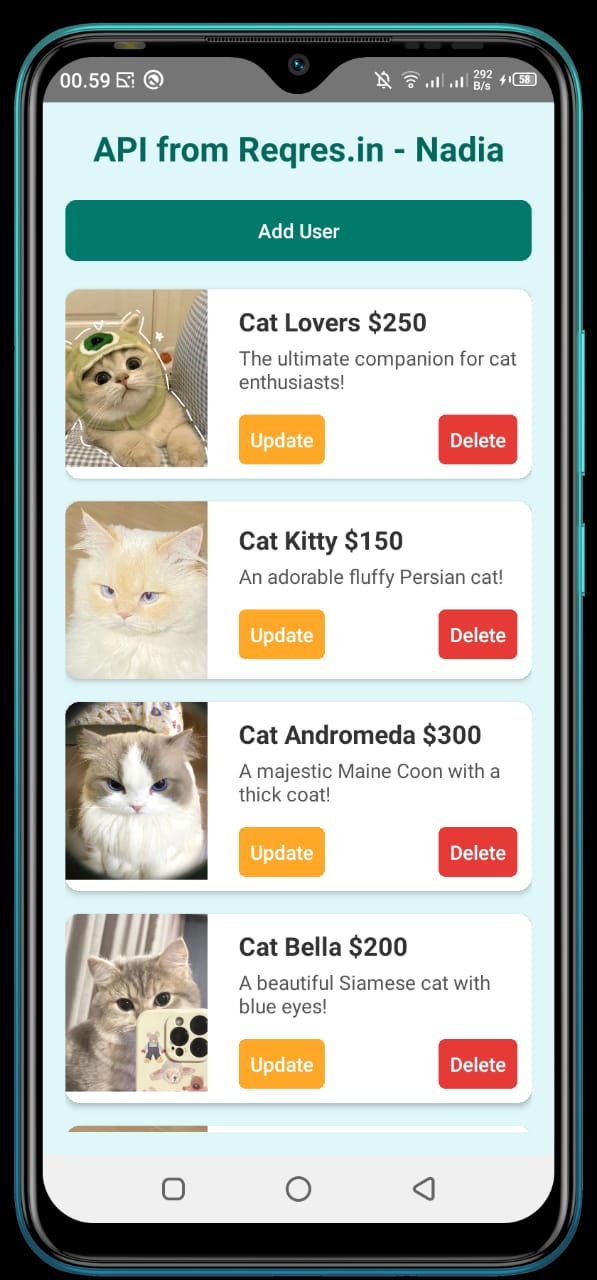 00.59
292
B/s
58
API from Reqres.in - Nadia
Add User
Cat Lovers $250
The ultimate companion for cat
enthusiasts!
Update
Delete
Cat Kitty $150
An adorable fluffy Persian cat!
Update
Delete
Cat Andromeda $300
A majestic Maine Coon with a
thick coat!
Update
Delete
Cat Bella $200
A beautiful Siamese cat with
blue eyes!
Update
Delete